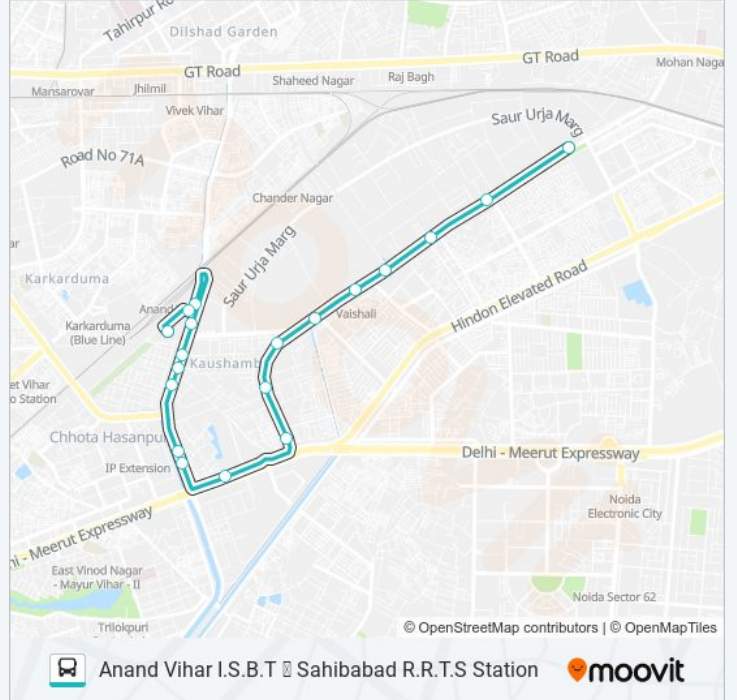 Tahirpur Ro
Dilshad Garden
GT Road
GT Road
Mohan Naga
Shaheed Nagar
Raj Bagh
Mansarovar
Jhilmil
Vivek Vihar
Saur Urja Marg
Road No 71A
Chander Nagar
ar
Saur Urja Marg
Karkarduma
Hindon Elevated Road
Anand
Vaishali
Karkarduma
(Blue Line)
Kaushamb
et Vihar
o Station
Chhota Hasanpu
Delhi - Meerut Expressway
IP Extension
Noida
Electronic City
hi - Meerut Expressway
East Vinod Nagar
- Mayur Vihar - II
Noida Sector 62
Trilokpuri
© OpenStreetMap contributors | © OpenMapTiles
Anand Vihar I.S.B.T Sahibabad R.R.T.S Station
moovit